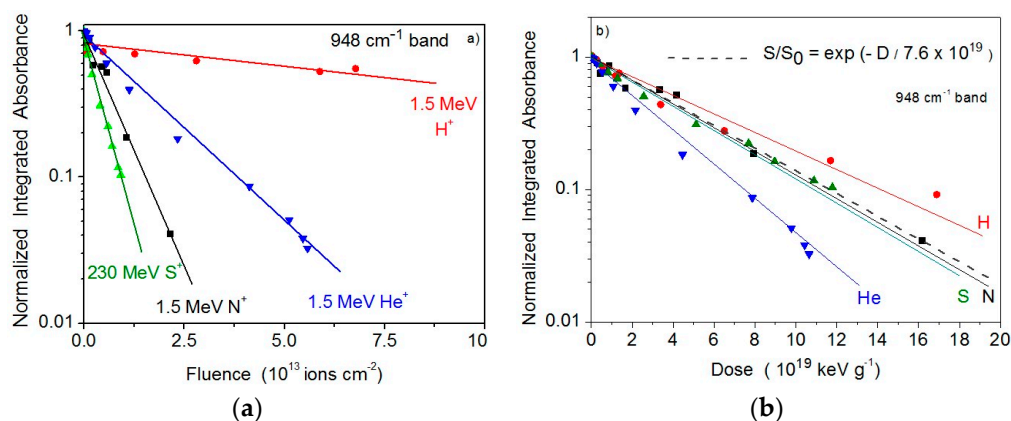 948 cm⁻¹ band
a)
1
0.1
0.01
Normalized Integrated Absorbance
1.5 MeV
H⁺
230 MeV S⁺
1.5 MeV N⁺
1.5 MeV He⁺
0
2.5
5.0
7.5
10
Fluence (10¹³ ions cm⁻²)
(a)
b)
S/S₀ = exp (- D / 7.6 x 10¹⁹)
948 cm⁻¹ band
1
0.1
0.01
Normalized Integrated Absorbance
H
He
S
N
0 2 4 6 8 10 12 14 16 18 20
Dose ( 10¹⁹ keV g⁻¹)
(b)